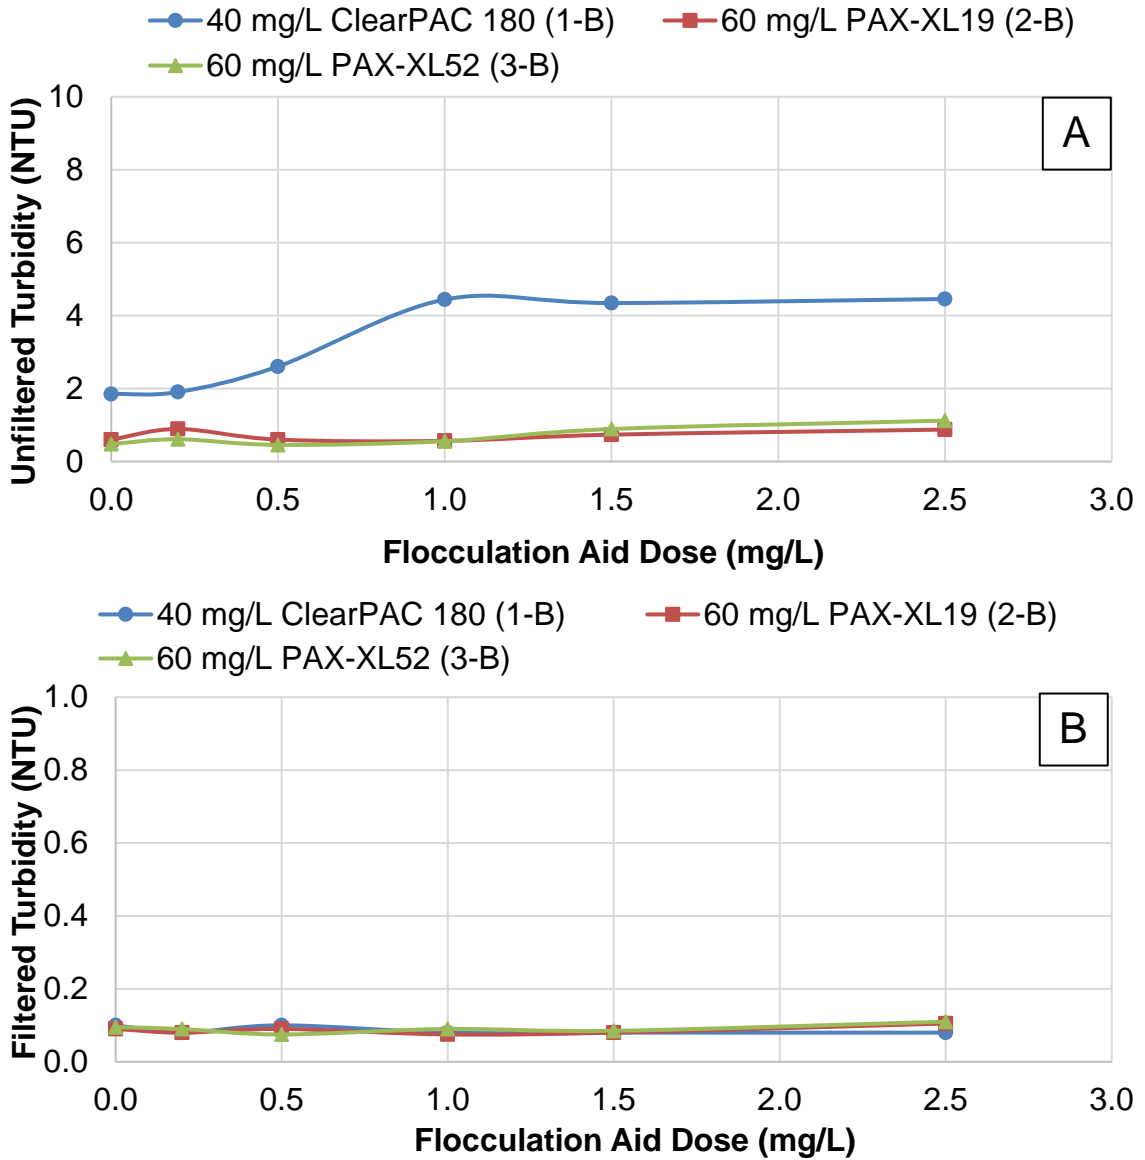 40 mg/L ClearPAC 180 (1-B)
60 mg/L PAX-XL19 (2-B)
60 mg/L PAX-XL52 (3-B)
A
Unfiltered Turbidity (NTU)
10
8
6
4
2
0
0.0 0.5 1.0 1.5 2.0 2.5 3.0
Flocculation Aid Dose (mg/L)
40 mg/L ClearPAC 180 (1-B)
60 mg/L PAX-XL19 (2-B)
60 mg/L PAX-XL52 (3-B)
B
Filtered Turbidity (NTU)
1.0
0.8
0.6
0.4
0.2
0.0
0.0 0.5 1.0 1.5 2.0 2.5 3.0
Flocculation Aid Dose (mg/L)